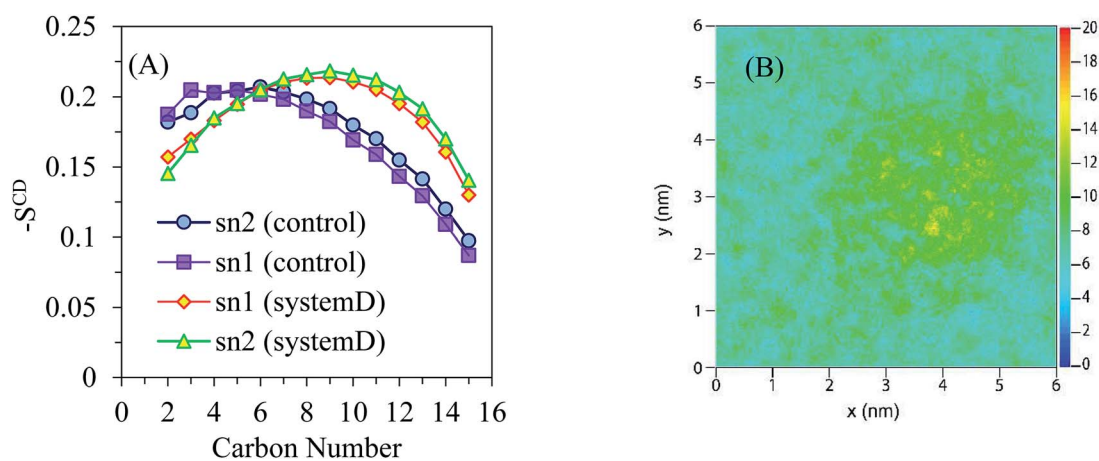 (A)
-S^CD
0.25
0.2
0.15
0.1
0.05
0
sn2 (control)
sn1 (control)
sn1 (systemD)
sn2 (systemD)
0 2 4 6 8 10 12 14 16
Carbon Number
(B)
y (nm)
6
5
4
3
2
1
0
0 1 2 3 4 5 6
x (nm)
20
18
16
14
12
10
8
6
4
2
0